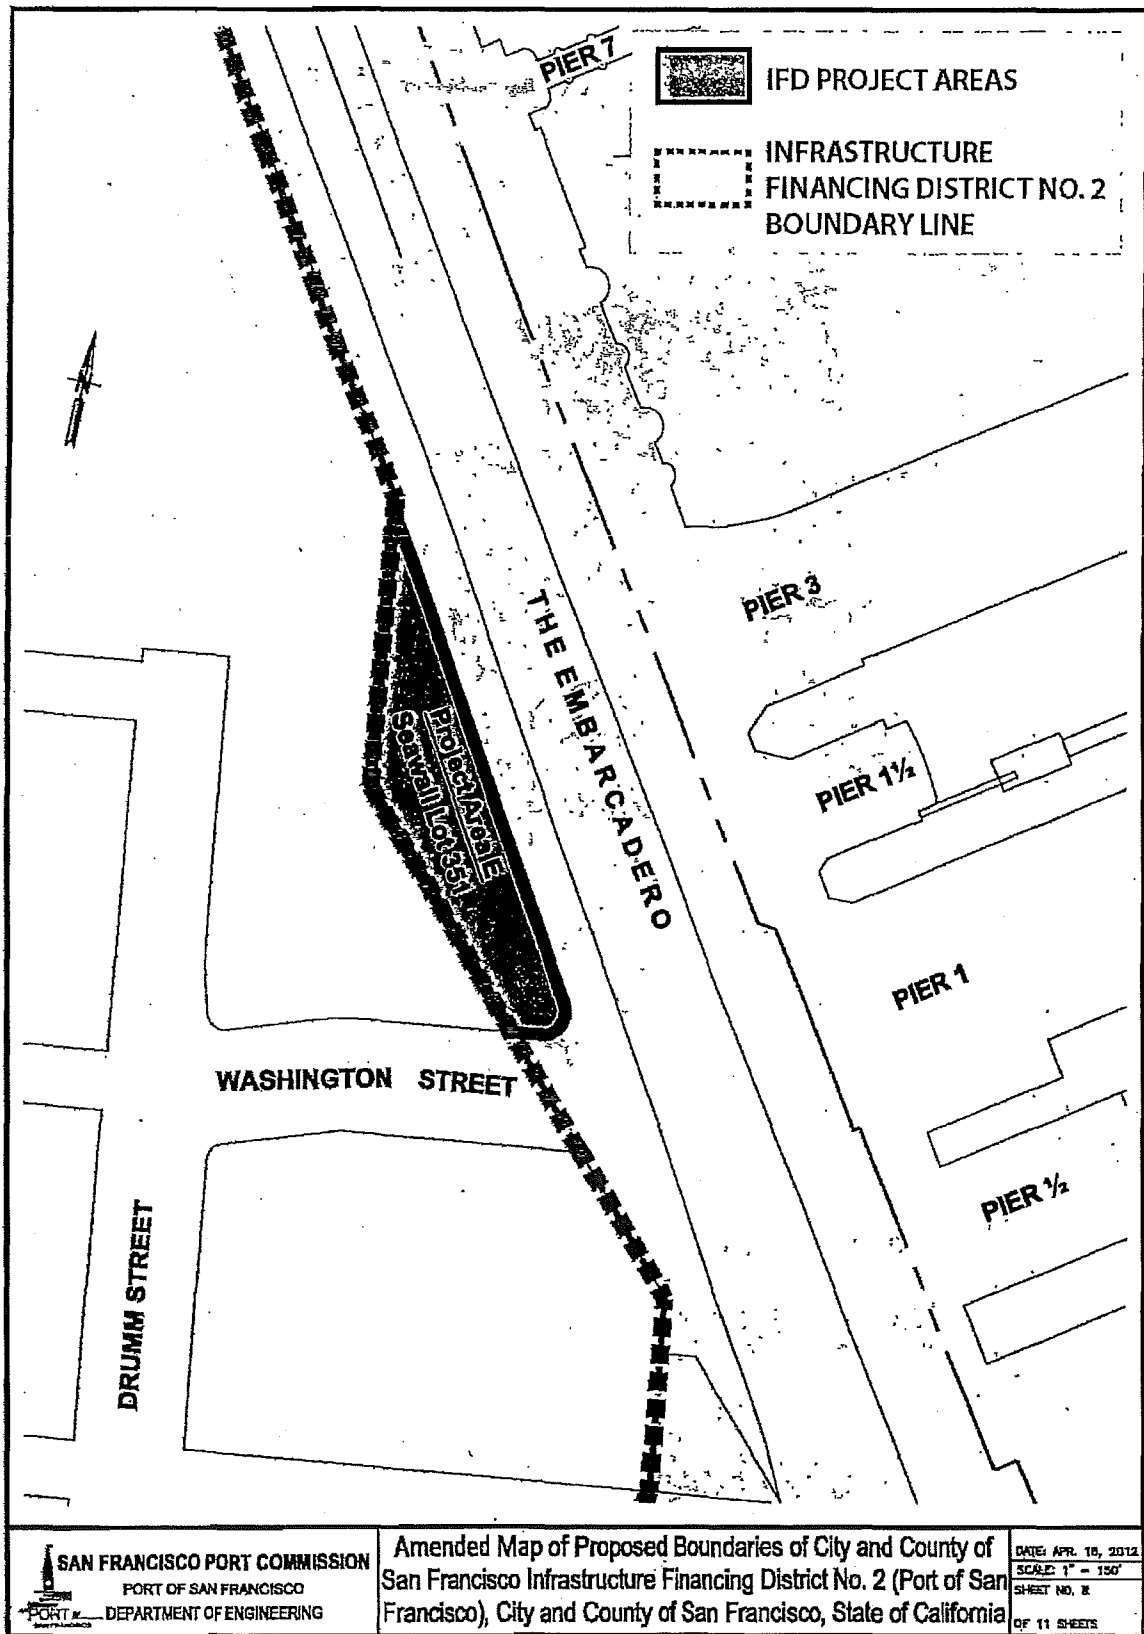 PIER 7
IFD PROJECT AREAS
INFRASTRUCTURE
FINANCING DISTRICT NO. 2
BOUNDARY LINE
PIER 3
THE EMBARCADERO
Project Area E
Seawall Lot 351
PIER 1½
PIER 1
WASHINGTON STREET
PIER ½
DRUMM STREET
SAN FRANCISCO PORT COMMISSION
PORT OF SAN FRANCISCO
DEPARTMENT OF ENGINEERING
PORT
Amended Map of Proposed Boundaries of City and County of
San Francisco Infrastructure Financing District No. 2 (Port of San
Francisco), City and County of San Francisco, State of California
DATE: APR. 18, 2012
SCALE: 1" = 150'
SHEET NO. 8
OF 11 SHEETS